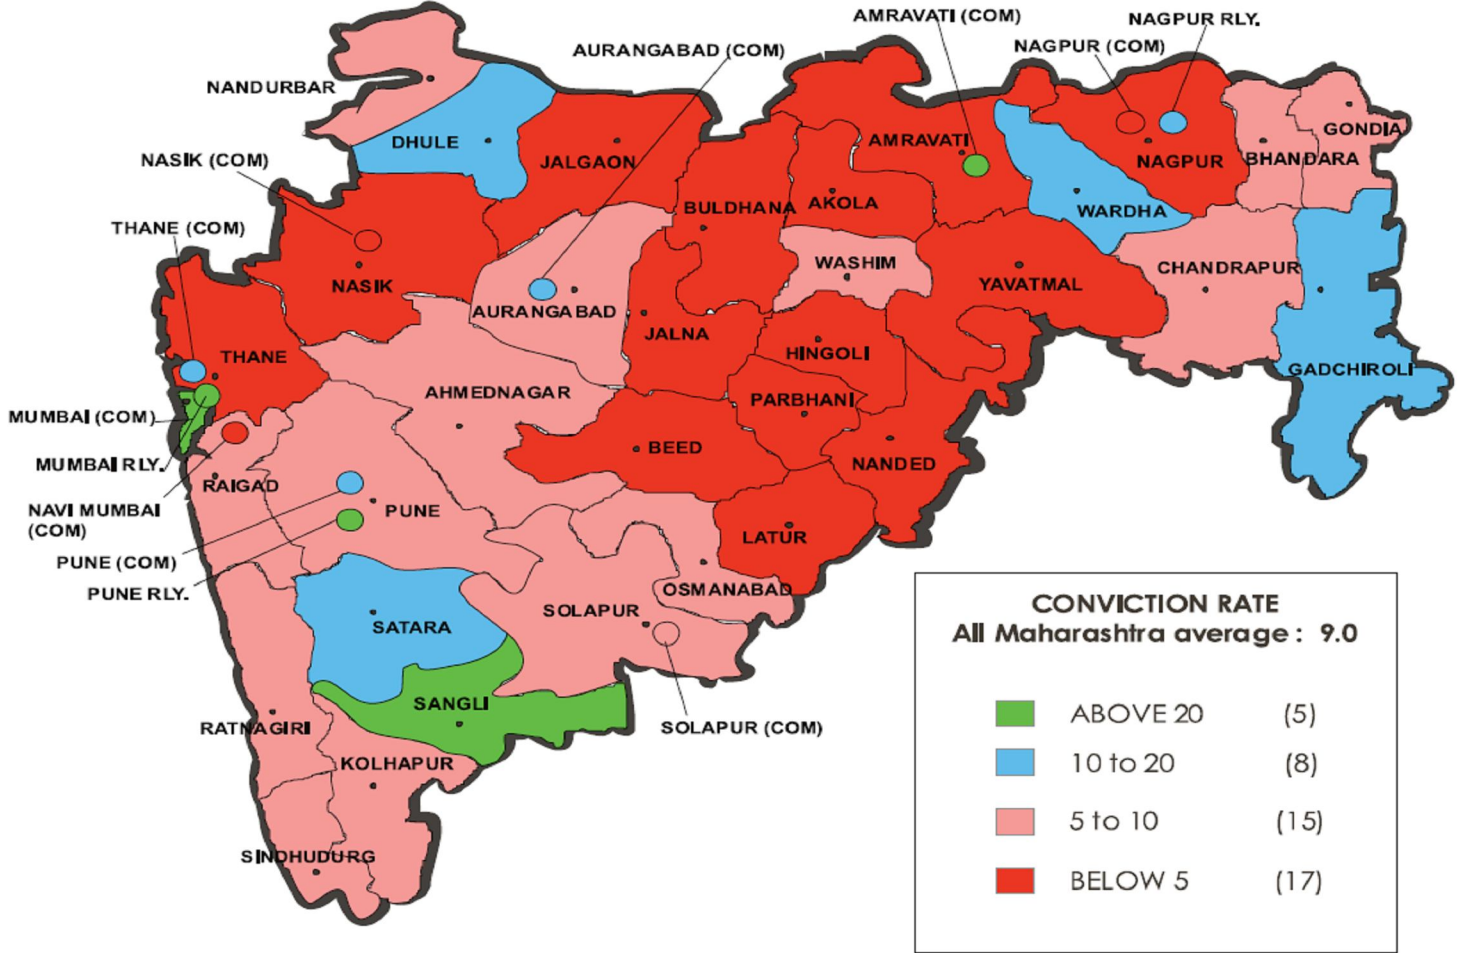 AMRAVATI (COM)
NAGPUR RLY.
AURANGABAD (COM)
NAGPUR (COM)
NANDURBAR
DHULE
JALGAON
AMRAVATI
NAGPUR
BHANDARA
GONDIA
NASIK (COM)
BULDHANA
AKOLA
WARDHA
THANE (COM)
NASIK
WASHIM
YAVATMAL
CHANDRAPUR
AURANGABAD
JALNA
HINGOLI
THANE
GADCHIROLI
AHMEDNAGAR
PARBHANI
MUMBAI (COM)
BEED
NANDED
MUMBAI RLY.
RAIGAD
NAVI MUMBAI
(COM)
PUNE
LATUR
PUNE (COM)
PUNE RLY.
OSMANABAD
SOLAPUR
SATARA
SANGLI
RATNAGIRI
SOLAPUR (COM)
KOLHAPUR
SINDHUDURG
CONVICTION RATE
All Maharashtra average : 9.0
ABOVE 20 (5)
10 to 20 (8)
5 to 10 (15)
BELOW 5 (17)